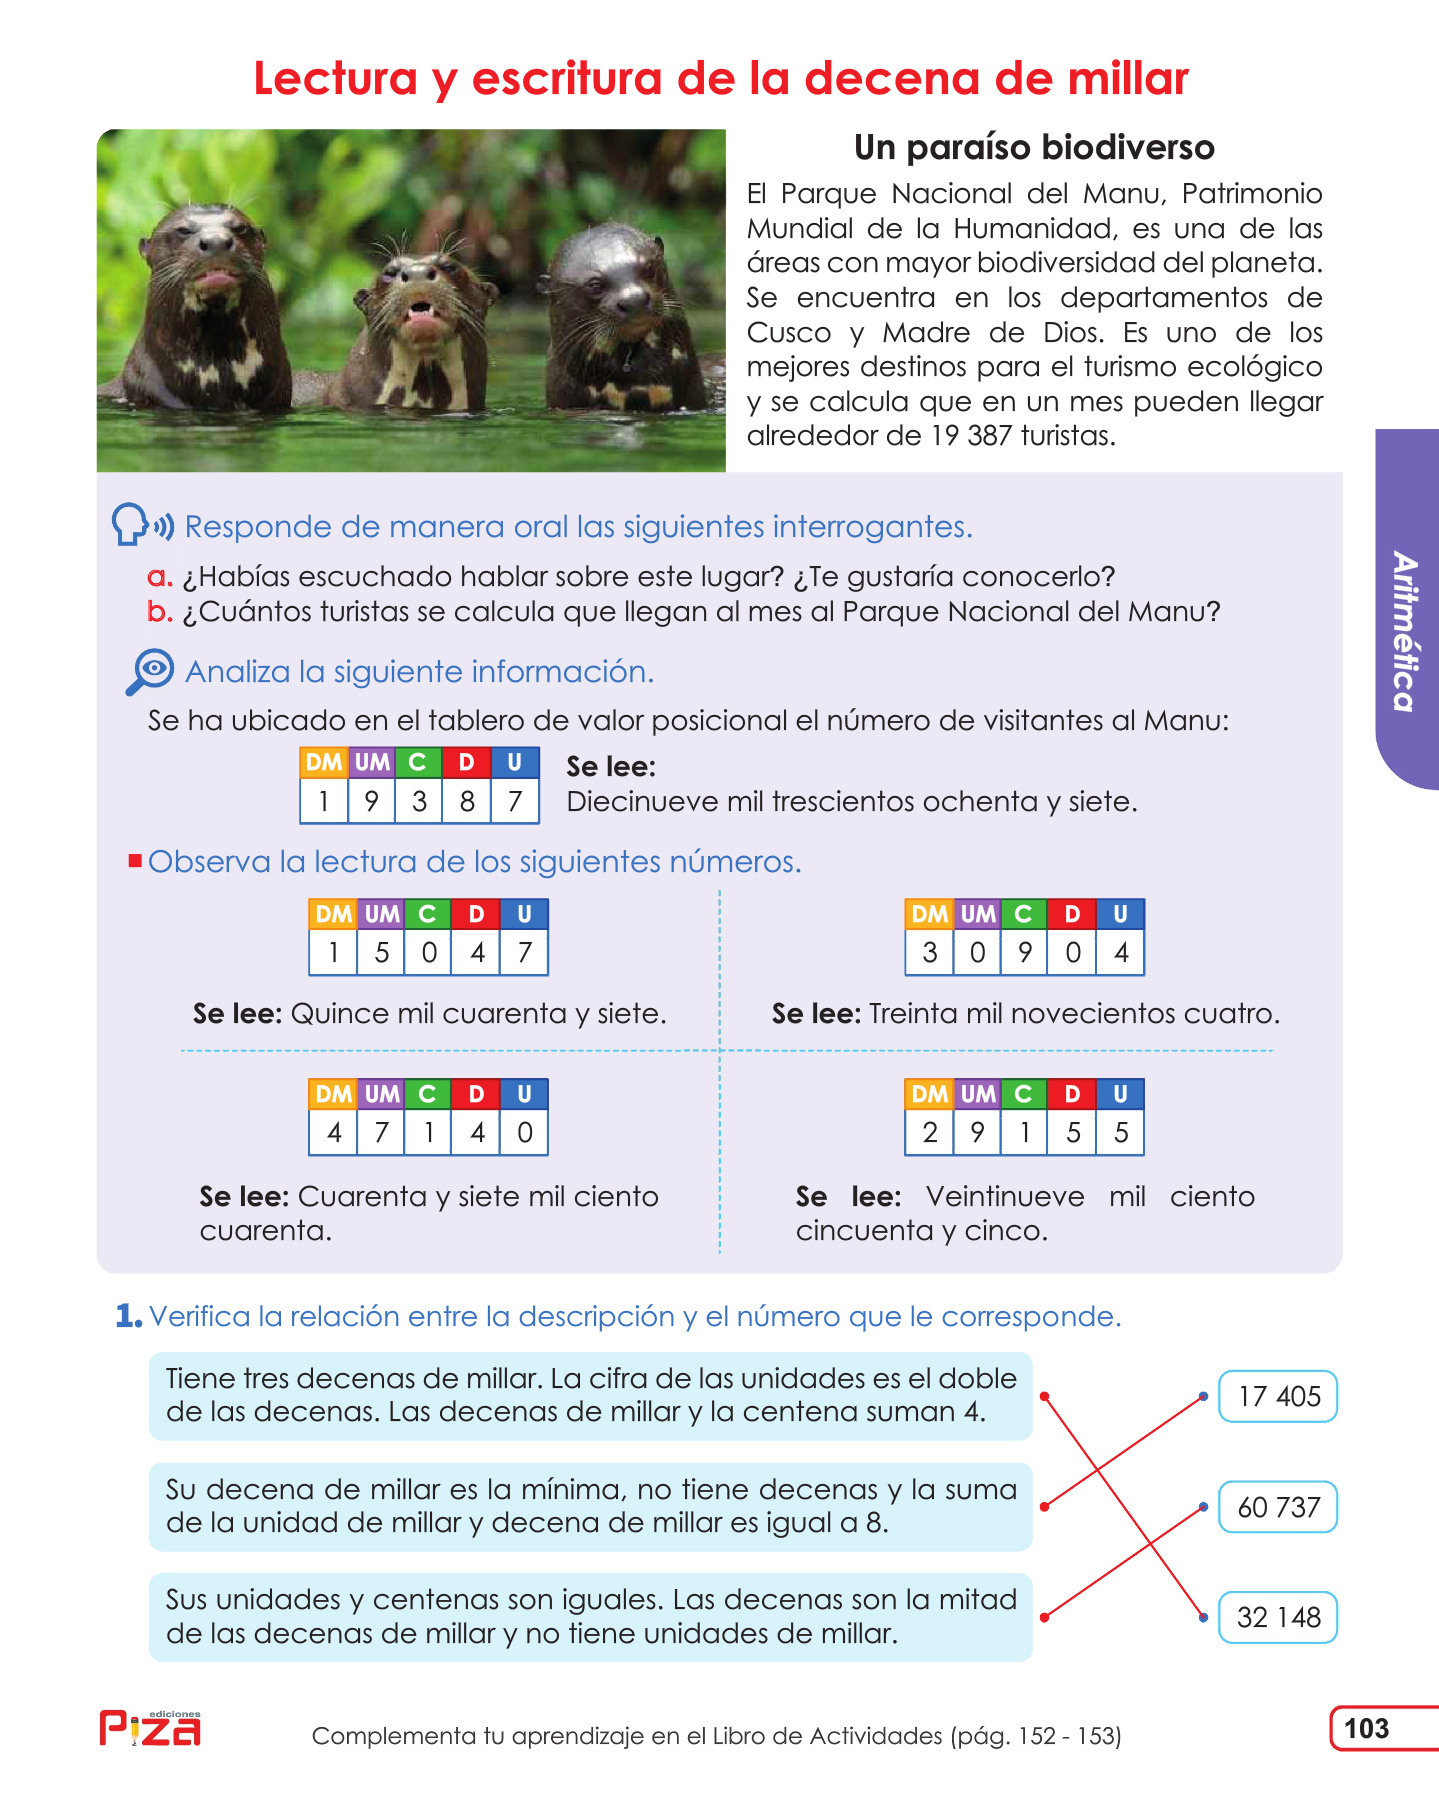 Lectura y escritura de la decena de millar
Un paraíso biodiverso
El Parque Nacional del Manu, Patrimonio
Mundial de la Humanidad, es una de las
áreas con mayor biodiversidad del planeta.
Se encuentra en los departamentos de
Cusco y Madre de Dios. Es uno de los
mejores destinos para el turismo ecológico
y se calcula que en un mes pueden llegar
alrededor de 19 387 turistas.
Responde de manera oral las siguientes interrogantes.
a. ¿Habías escuchado hablar sobre este lugar? ¿Te gustaría conocerlo?
b. ¿Cuántos turistas se calcula que llegan al mes al Parque Nacional del Manu?
Analiza la siguiente información.
Se ha ubicado en el tablero de valor posicional el número de visitantes al Manu:
DM UM C D U
1 9 3 8 7
Se lee:
Diecinueve mil trescientos ochenta y siete.
Observa la lectura de los siguientes números.
DM UM C D U
1 5 0 4 7
Se lee: Quince mil cuarenta y siete.
DM UM C D U
3 0 9 0 4
Se lee: Treinta mil novecientos cuatro.
DM UM C D U
4 7 1 4 0
Se lee: Cuarenta y siete mil ciento
cuarenta.
DM UM C D U
2 9 1 5 5
Se lee: Veintinueve mil ciento
cincuenta y cinco.
Aritmética
1. Verifica la relación entre la descripción y el número que le corresponde.
Tiene tres decenas de millar. La cifra de las unidades es el doble
de las decenas. Las decenas de millar y la centena suman 4.
17 405
Su decena de millar es la mínima, no tiene decenas y la suma
de la unidad de millar y decena de millar es igual a 8.
60 737
Sus unidades y centenas son iguales. Las decenas son la mitad
de las decenas de millar y no tiene unidades de millar.
32 148
ediciones
Piza
Complementa tu aprendizaje en el Libro de Actividades (pág. 152 - 153)
103